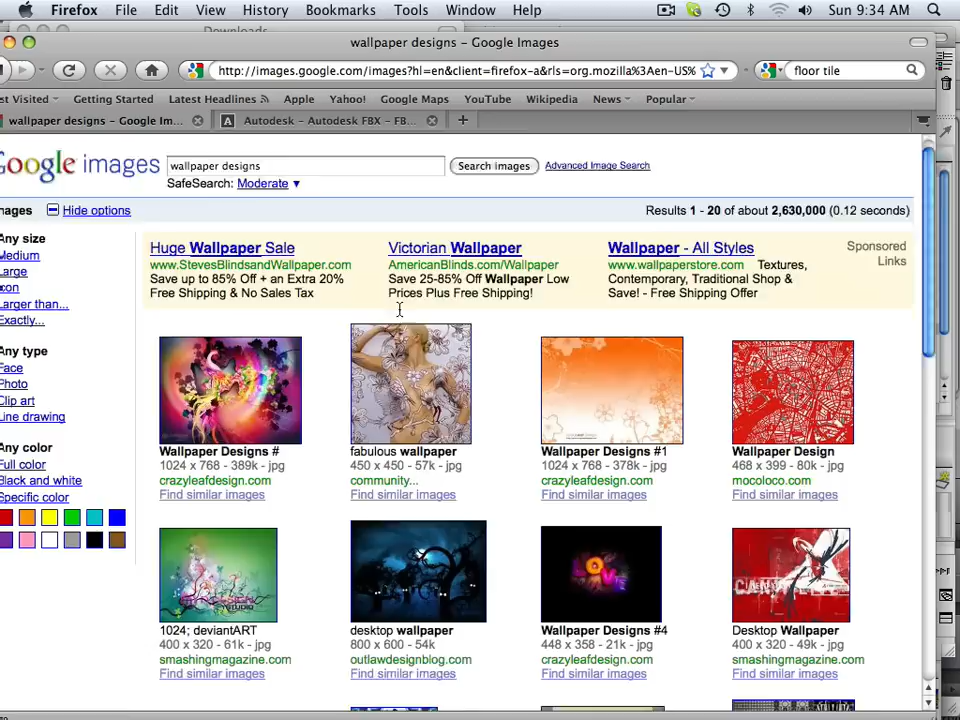 Firefox File Edit View History Bookmarks Tools Window Help Sun 9:34 AM
Downloads
wallpaper designs – Google Images
http://images.google.com/images?hl=en&client=firefox-a&rls=org.mozilla%3Aen-US% floor tile
st Visited Getting Started Latest Headlines Apple Yahoo! Google Maps YouTube Wikipedia News Popular
wallpaper designs – Google Im... A Autodesk – Autodesk FBX – FB...
Google images wallpaper designs Search images Advanced Image Search
SafeSearch: Moderate ▼
mages Hide options Results 1 - 20 of about 2,630,000 (0.12 seconds)
Any size
Medium
Large
con
Larger than...
Exactly...
Any type
Face
Photo
Clip art
Line drawing
Any color
Full color
Black and white
Specific color
Huge Wallpaper Sale
www.StevesBlindsandWallpaper.com
Save up to 85% Off + an Extra 20%
Free Shipping & No Sales Tax
Victorian Wallpaper
AmericanBlinds.com/Wallpaper
Save 25-85% Off Wallpaper Low
Prices Plus Free Shipping!
Wallpaper - All Styles
www.wallpaperstore.com Textures,
Contemporary, Traditional Shop &
Save! - Free Shipping Offer
Sponsored
Links
Wallpaper Designs #
1024 x 768 - 389k - jpg
crazyleafdesign.com
Find similar images
fabulous wallpaper
450 x 450 - 57k - jpg
community...
Find similar images
Wallpaper Designs #1
1024 x 768 - 378k - jpg
crazyleafdesign.com
Find similar images
Wallpaper Design
468 x 399 - 80k - jpg
mocoloco.com
Find similar images
LOVE
1024; deviantART
400 x 320 - 61k - jpg
smashingmagazine.com
Find similar images
desktop wallpaper
800 x 600 - 54k
outlawdesignblog.com
Find similar images
Wallpaper Designs #4
448 x 358 - 21k - jpg
crazyleafdesign.com
Find similar images
Desktop Wallpaper
400 x 320 - 49k - jpg
smashingmagazine.com
Find similar images